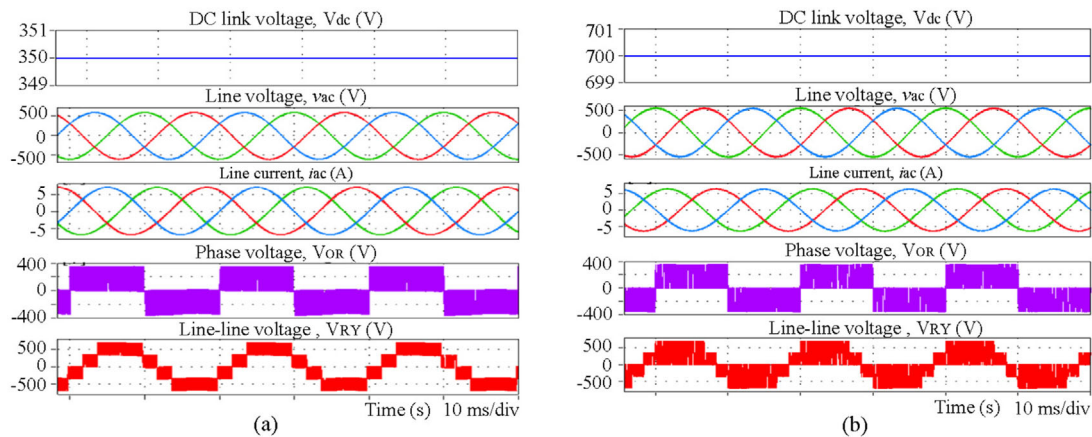 DC link voltage, Vdc (V)
351
350
349
Line voltage, vac (V)
500
0
-500
Line current, iac (A)
5
0
-5
Phase voltage, VOR (V)
400
0
-400
Line-line voltage , VRY (V)
500
0
-500
Time (s) 10 ms/div
(a)
DC link voltage, Vdc (V)
701
700
699
Line voltage, vac (V)
500
0
-500
Line current, iac (A)
5
0
-5
Phase voltage, VOR (V)
400
0
-400
Line-line voltage , VRY (V)
500
0
-500
Time (s) 10 ms/div
(b)